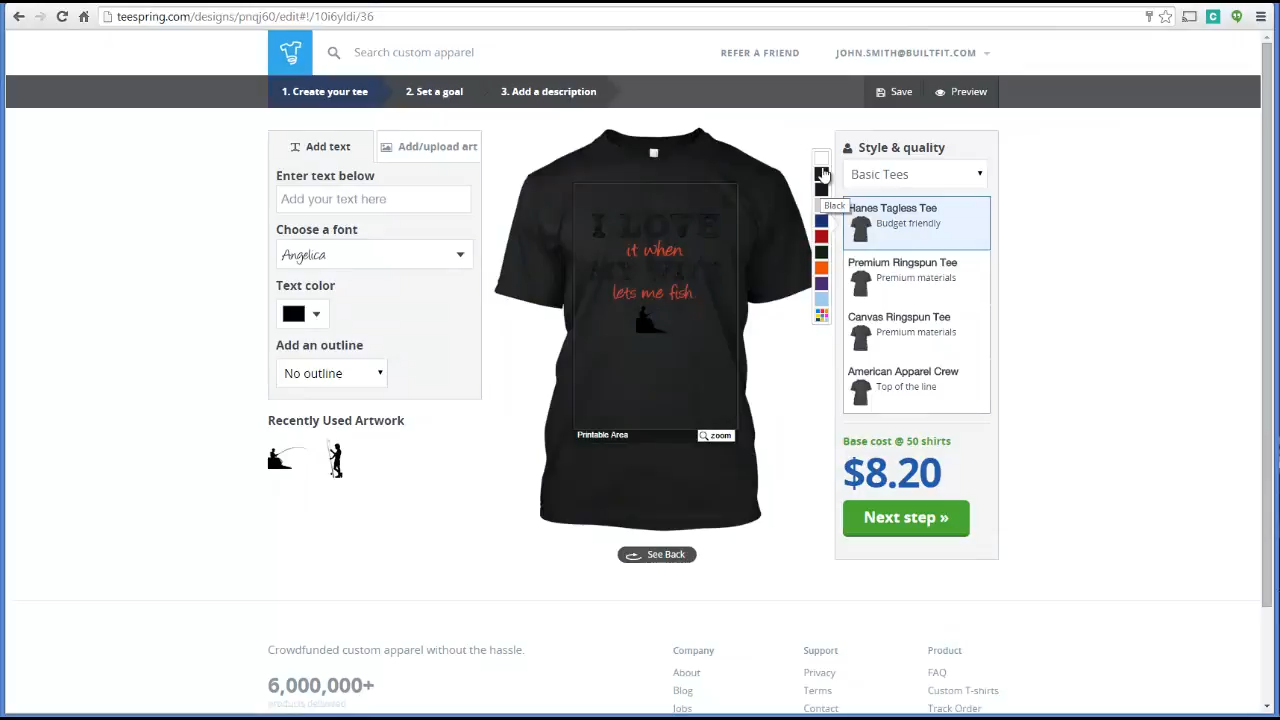 teespring.com/designs/pnqj60/edit#!/10i6yldi/36
Search custom apparel
REFER A FRIEND
JOHN.SMITH@BUILTFIT.COM
1. Create your tee
2. Set a goal
3. Add a description
Save
Preview
Add text
Add/upload art
Enter text below
Add your text here
Choose a font
Angelica
Text color
Add an outline
No outline
Recently Used Artwork
I LOVE
it when
MY WIFE
lets me fish.
Printable Area
zoom
See Back
Black
Style & quality
Basic Tees
Hanes Tagless Tee
Budget friendly
Premium Ringspun Tee
Premium materials
Canvas Ringspun Tee
Premium materials
American Apparel Crew
Top of the line
Base cost @ 50 shirts
$8.20
Next step »
Crowdfunded custom apparel without the hassle.
6,000,000+
products delivered
Company
About
Blog
Jobs
Support
Privacy
Terms
Contact
Product
FAQ
Custom T-shirts
Track Order